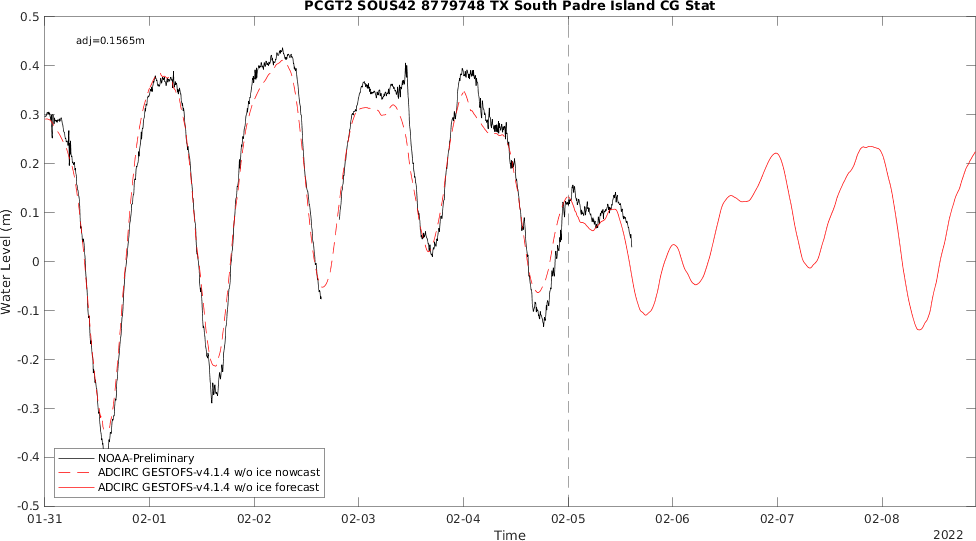 PCGT2 SOUS42 8779748 TX South Padre Island CG Stat
adj=0.1565m
Water Level (m)
0.5
0.4
0.3
0.2
0.1
0
-0.1
-0.2
-0.3
-0.4
-0.5
NOAA-Preliminary
ADCIRC GESTOFS-v4.1.4 w/o ice nowcast
ADCIRC GESTOFS-v4.1.4 w/o ice forecast
01-31 02-01 02-02 02-03 02-04 02-05 02-06 02-07 02-08
Time
2022